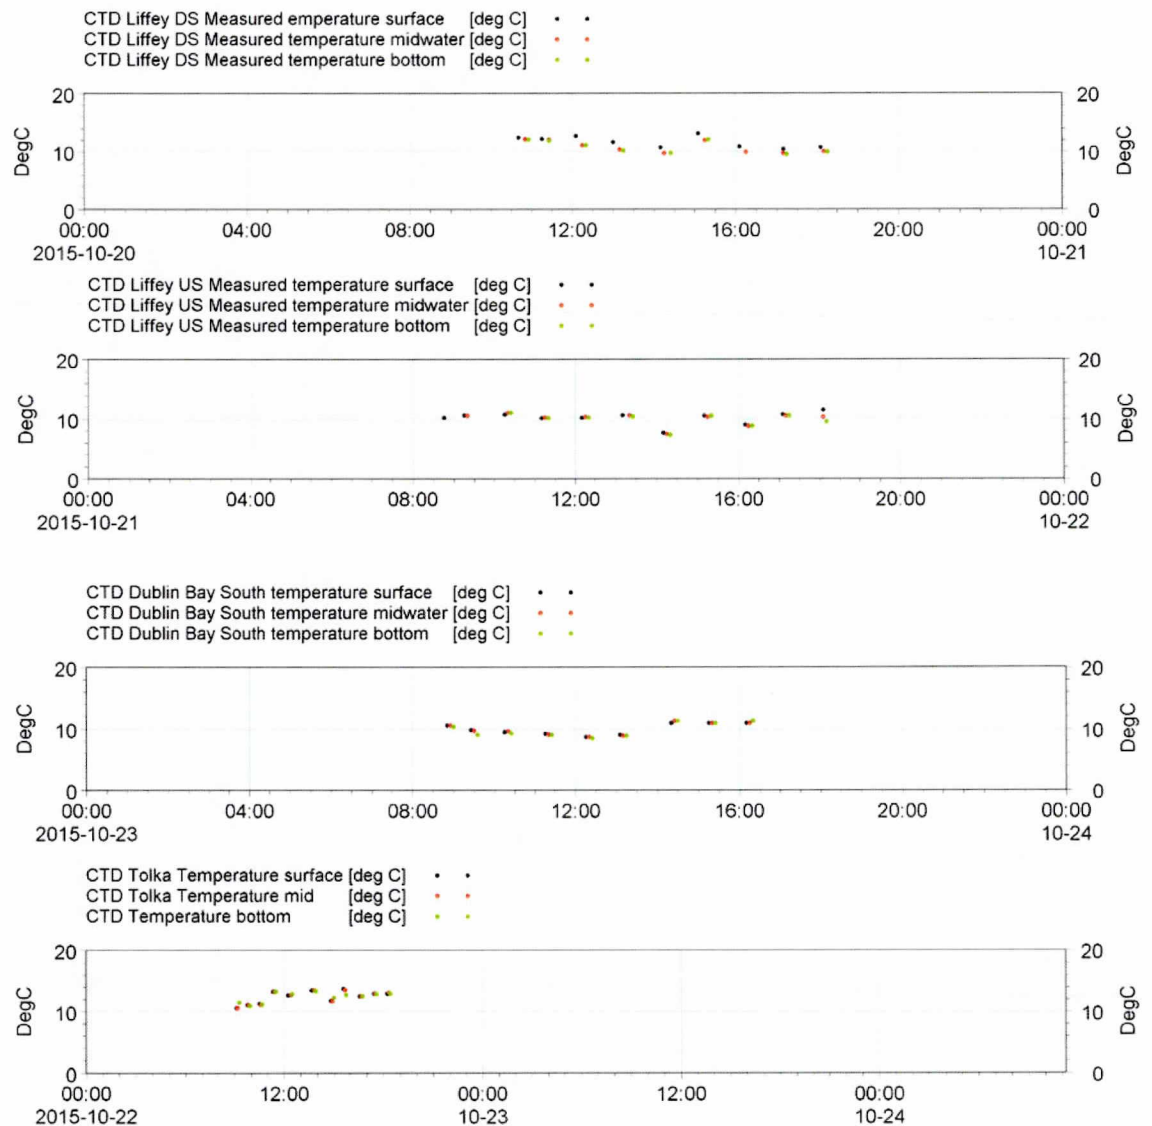 CTD Liffey DS Measured emperature surface [deg C]
CTD Liffey DS Measured temperature midwater [deg C]
CTD Liffey DS Measured temperature bottom [deg C]
20 20
DegC 10 10 DegC
0 0
00:00 04:00 08:00 12:00 16:00 20:00 00:00
2015-10-20 10-21
CTD Liffey US Measured temperature surface [deg C]
CTD Liffey US Measured temperature midwater [deg C]
CTD Liffey US Measured temperature bottom [deg C]
20 20
DegC 10 10 DegC
0 0
00:00 04:00 08:00 12:00 16:00 20:00 00:00
2015-10-21 10-22
CTD Dublin Bay South temperature surface [deg C]
CTD Dublin Bay South temperature midwater [deg C]
CTD Dublin Bay South temperature bottom [deg C]
20 20
DegC 10 10 DegC
0 0
00:00 04:00 08:00 12:00 16:00 20:00 00:00
2015-10-23 10-24
CTD Tolka Temperature surface [deg C]
CTD Tolka Temperature mid [deg C]
CTD Temperature bottom [deg C]
20 20
DegC 10 10 DegC
0 0
00:00 12:00 00:00 12:00 00:00
2015-10-22 10-23 10-24